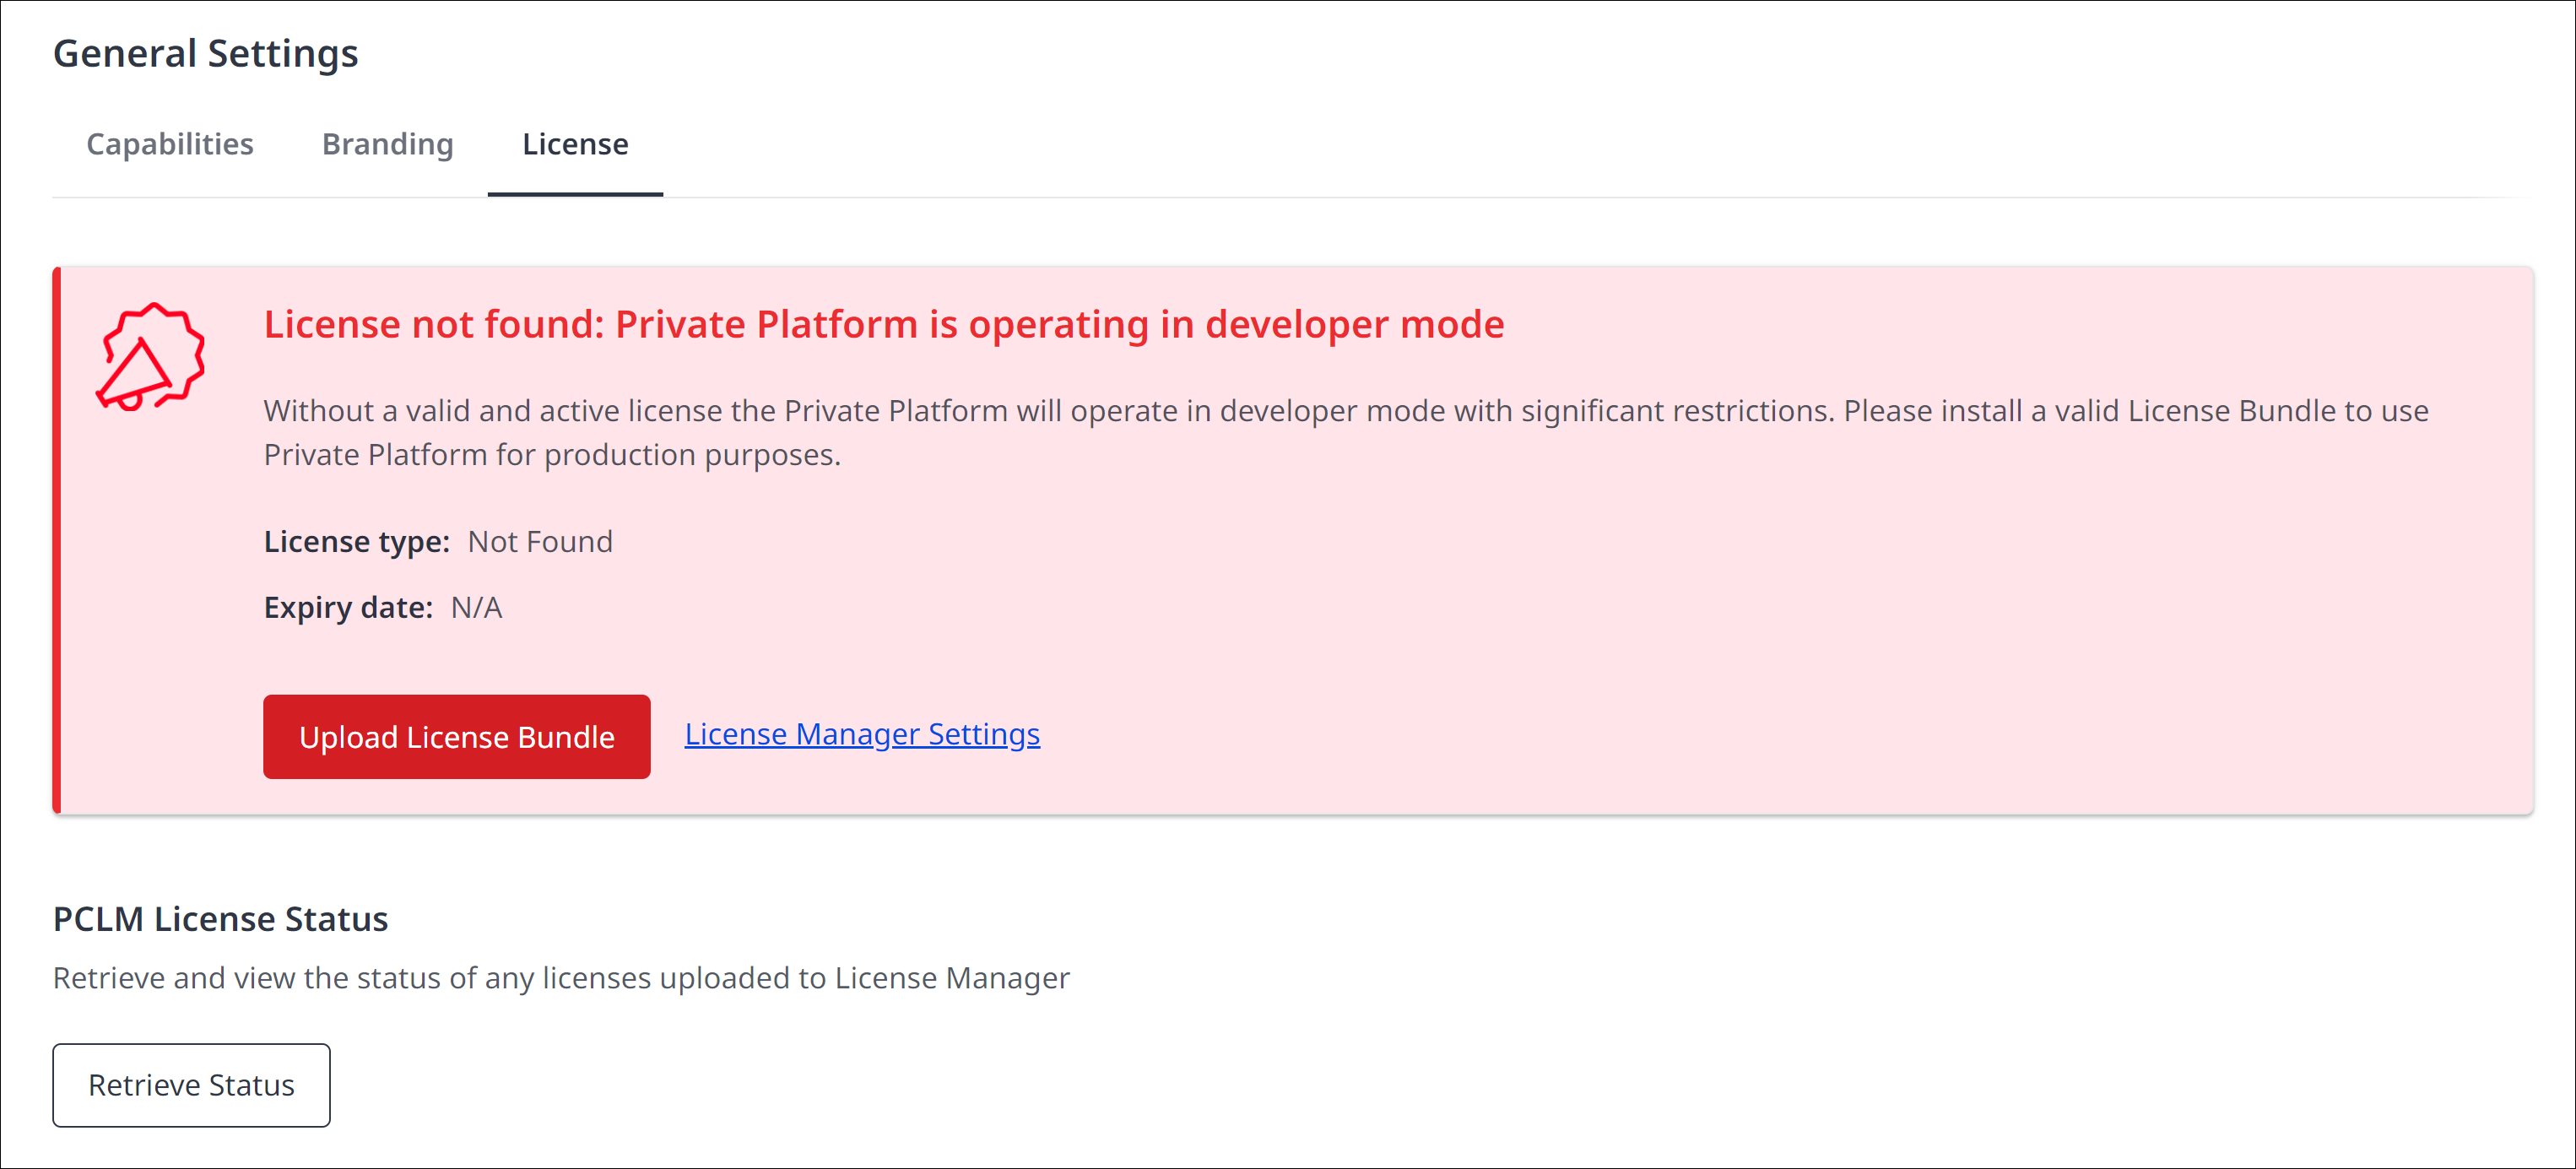 General Settings
Capabilities Branding License
License not found: Private Platform is operating in developer mode
Without a valid and active license the Private Platform will operate in developer mode with significant restrictions. Please install a valid License Bundle to use
Private Platform for production purposes.
License type: Not Found
Expiry date: N/A
Upload License Bundle License Manager Settings
PCLM License Status
Retrieve and view the status of any licenses uploaded to License Manager
Retrieve Status